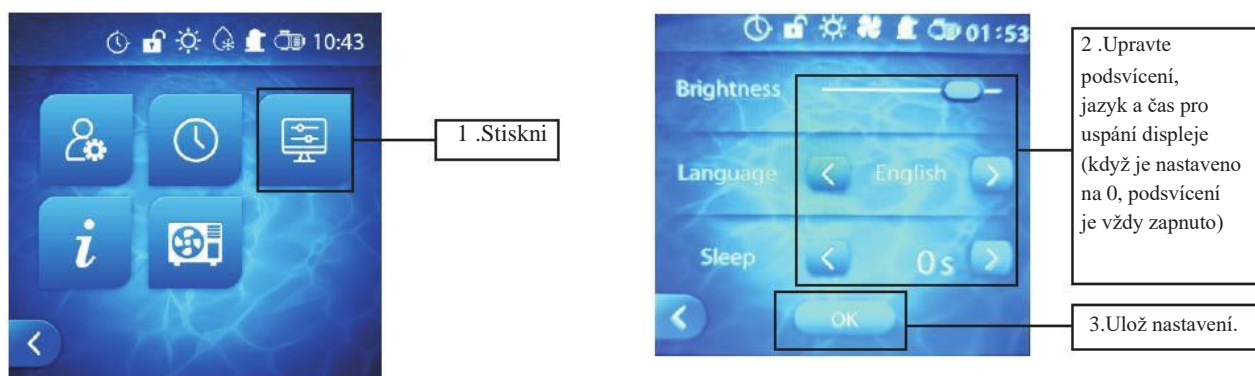 10:43
1 .Stiskni
01:53
Brightness
Language
English
Sleep
0s
OK
2 .Upravte
podsvícení,
jazyk a čas pro
uspání displeje
(když je nastaveno
na 0, podsvícení
je vždy zapnuto)
3.Ulož nastavení.